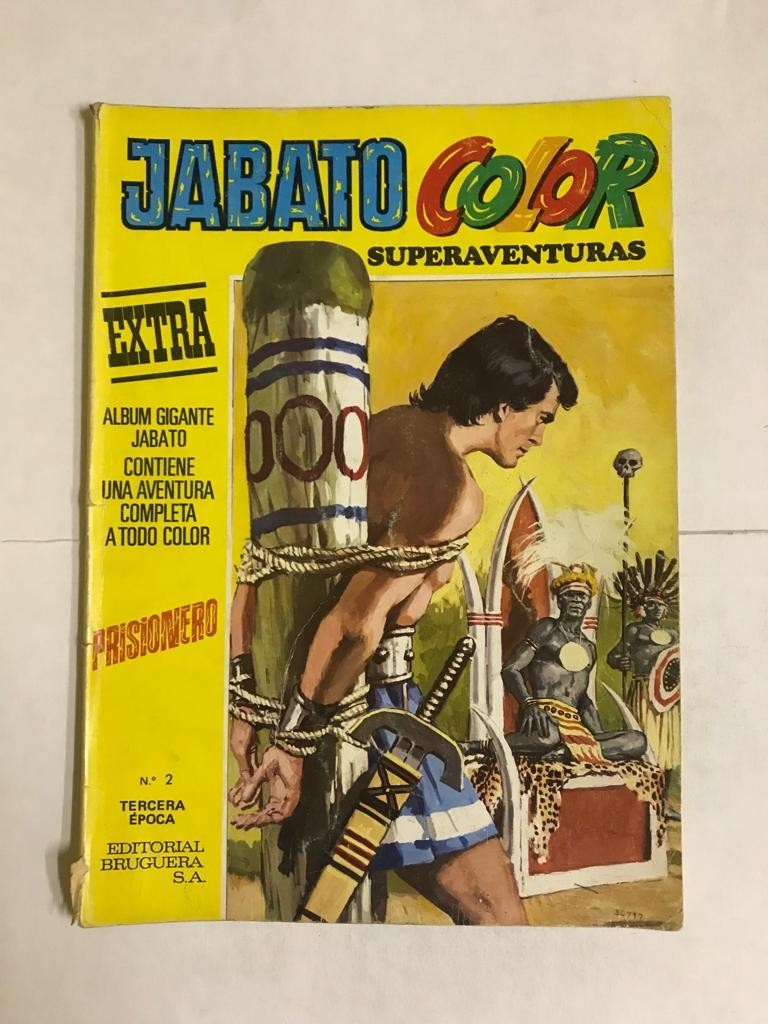 JABATO COLOR
SUPERAVENTURAS
EXTRA
ALBUM GIGANTE
JABATO
CONTIENE
UNA AVENTURA
COMPLETA
A TODO COLOR
PRISIONERO
N.º 2
TERCERA
ÉPOCA
EDITORIAL
BRUGUERA
S.A.